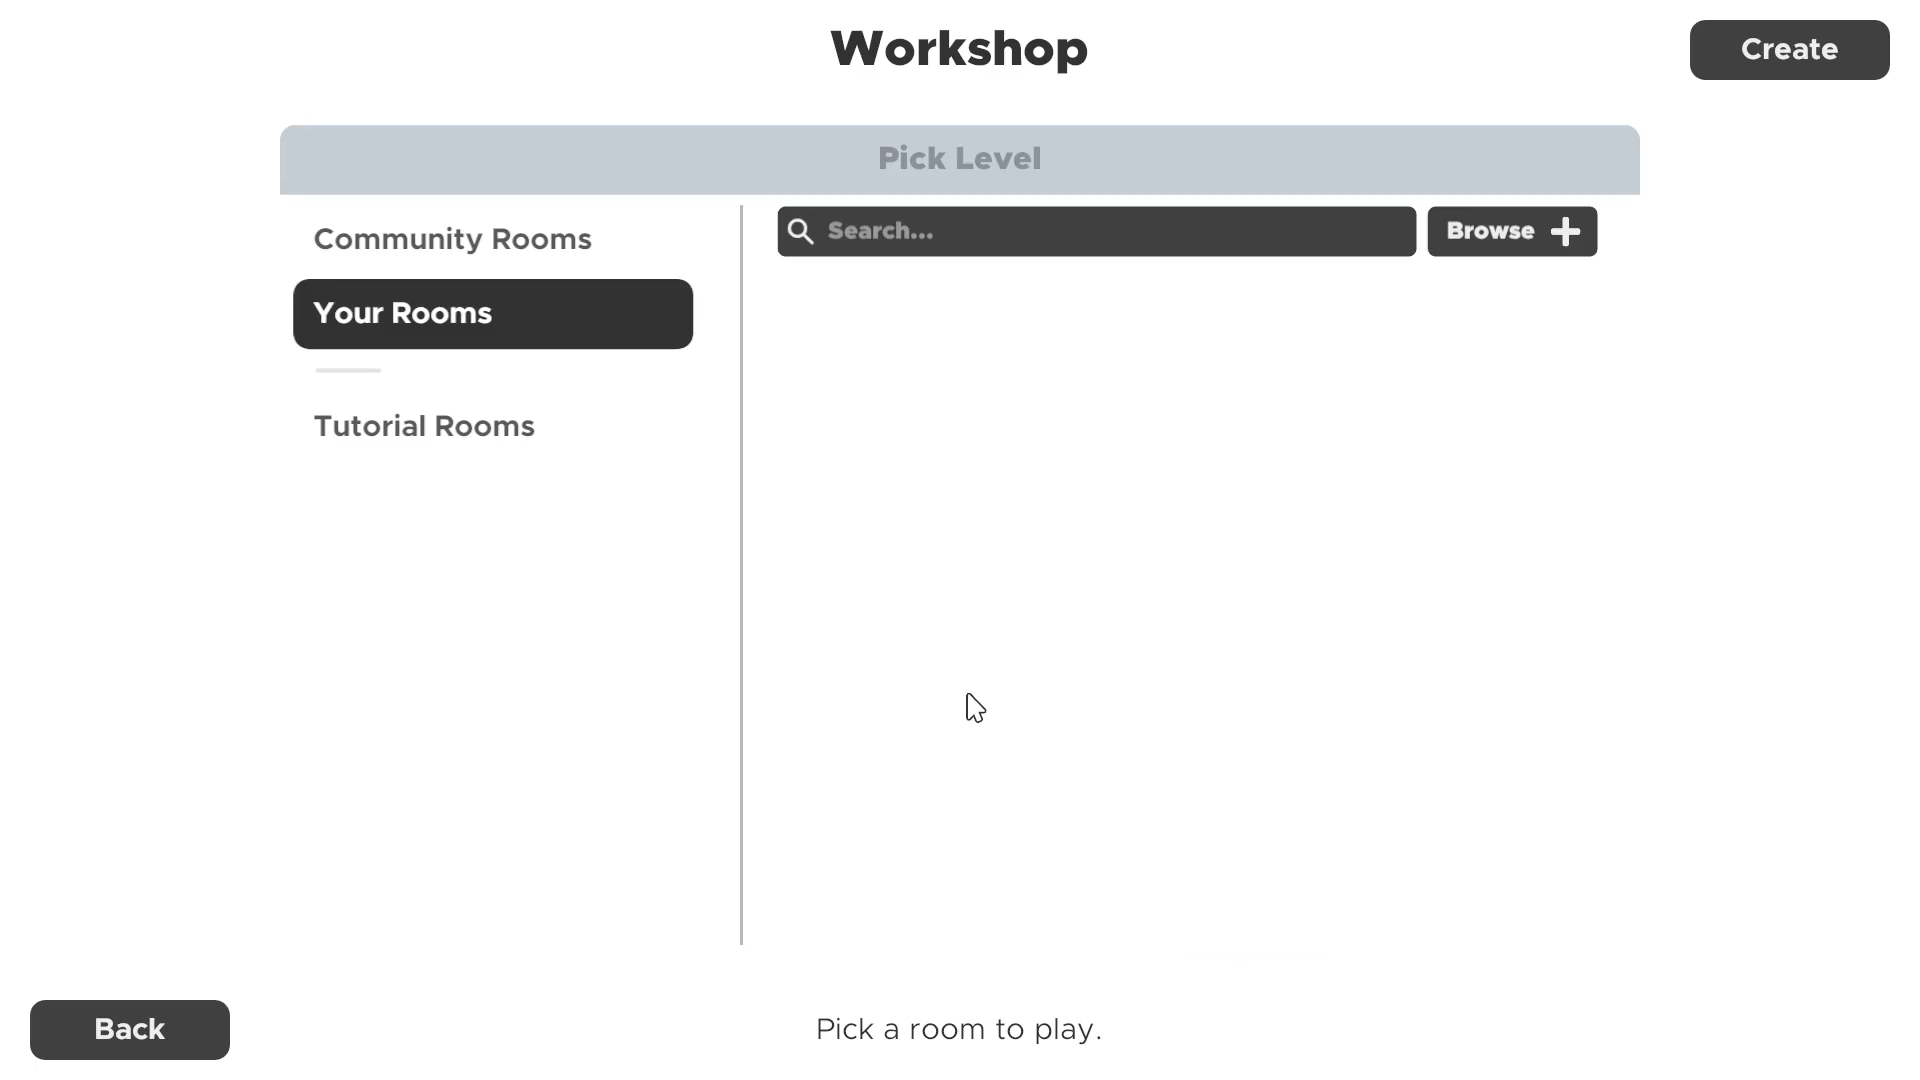 Workshop
Create
Pick Level
Community Rooms
Search...
Browse
Your Rooms
Tutorial Rooms
Back
Pick a room to play.